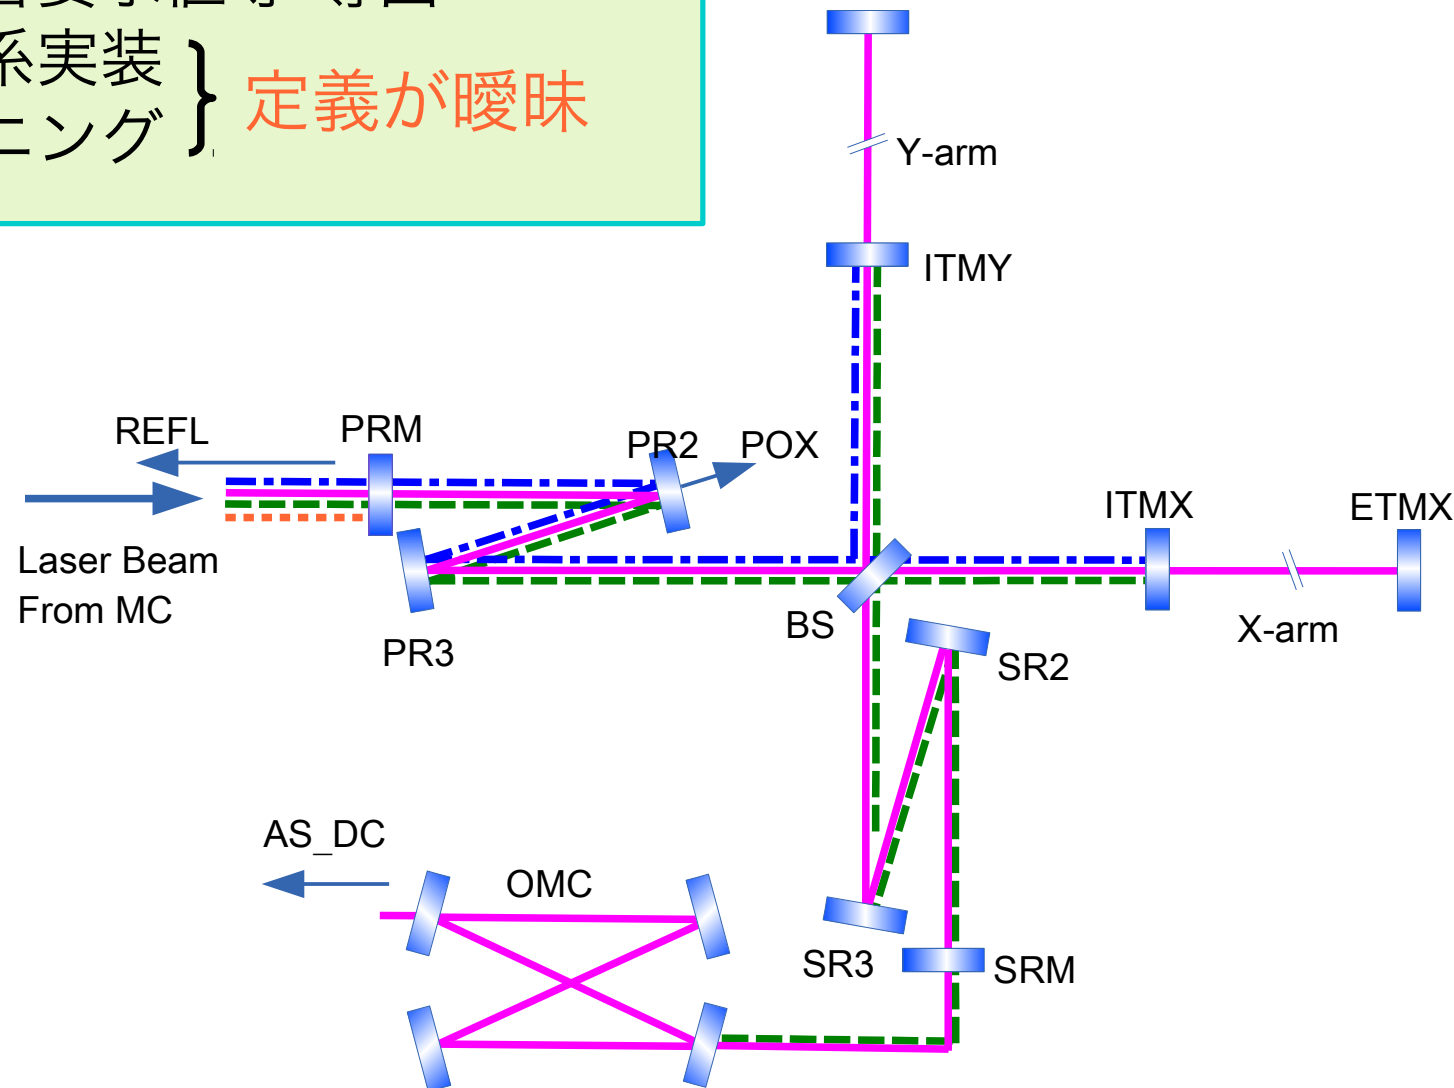 系実装
ニング
定義が曖昧
Y-arm
ITMY
REFL
PRM
PR2
POX
ITMX
ETMX
Laser Beam
From MC
BS
X-arm
PR3
SR2
AS_DC
OMC
SR3
SRM